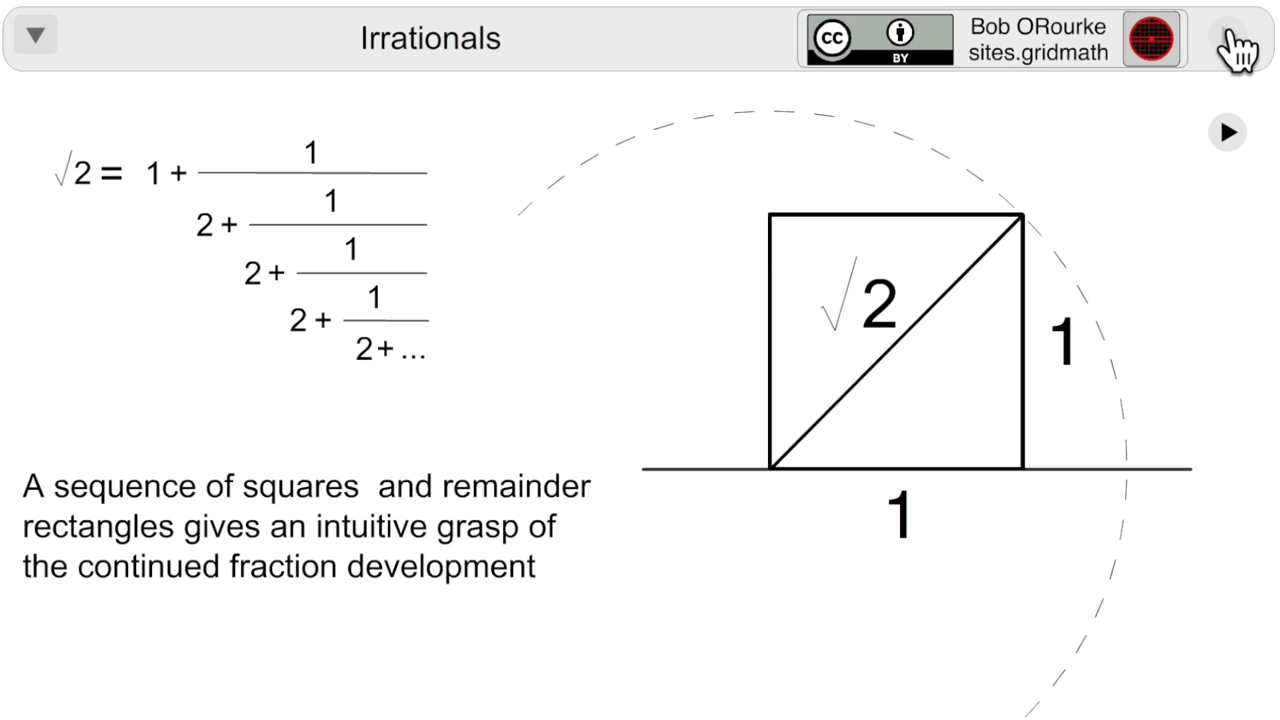 Irrationals
cc
BY
Bob ORourke
sites.gridmath
√2 = 1 + 1
2 + 1
2 + 1
2 + 1
2 + ...
√2
1
1
A sequence of squares and remainder
rectangles gives an intuitive grasp of
the continued fraction development